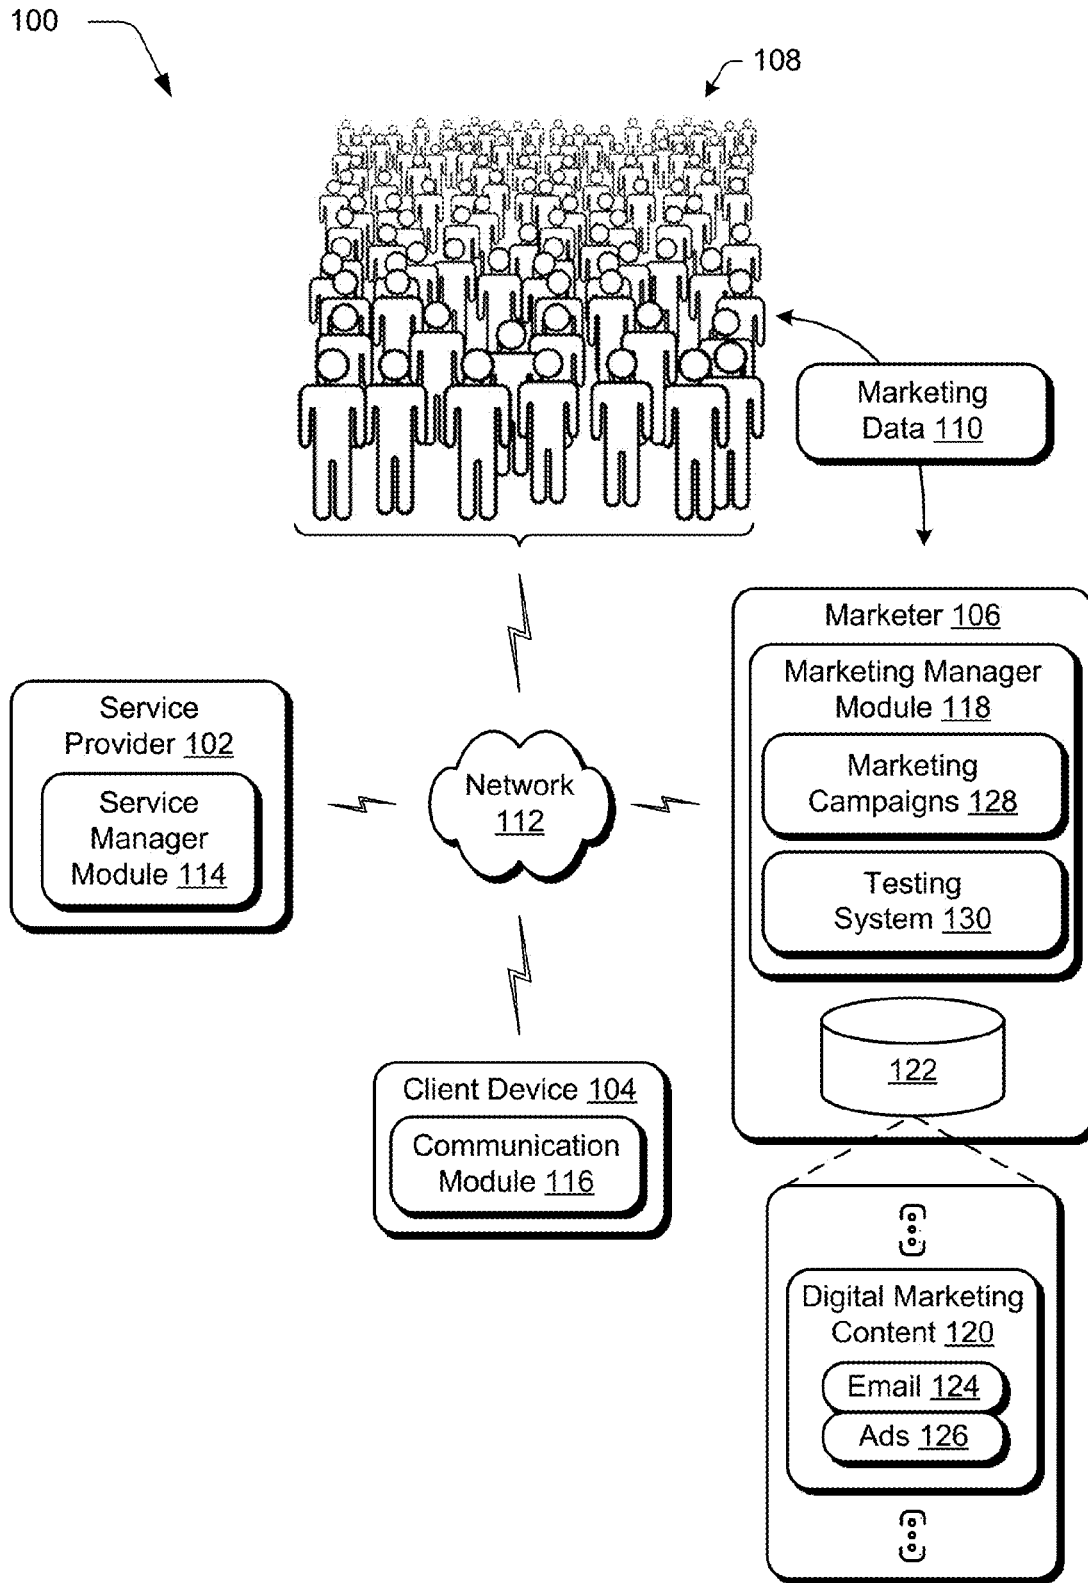 100
108
Marketing
Data 110
Marketer 106
Marketing Manager
Module 118
Marketing
Campaigns 128
Testing
System 130
122
Service
Provider 102
Service
Manager
Module 114
Network
112
Client Device 104
Communication
Module 116
Digital Marketing
Content 120
Email 124
Ads 126